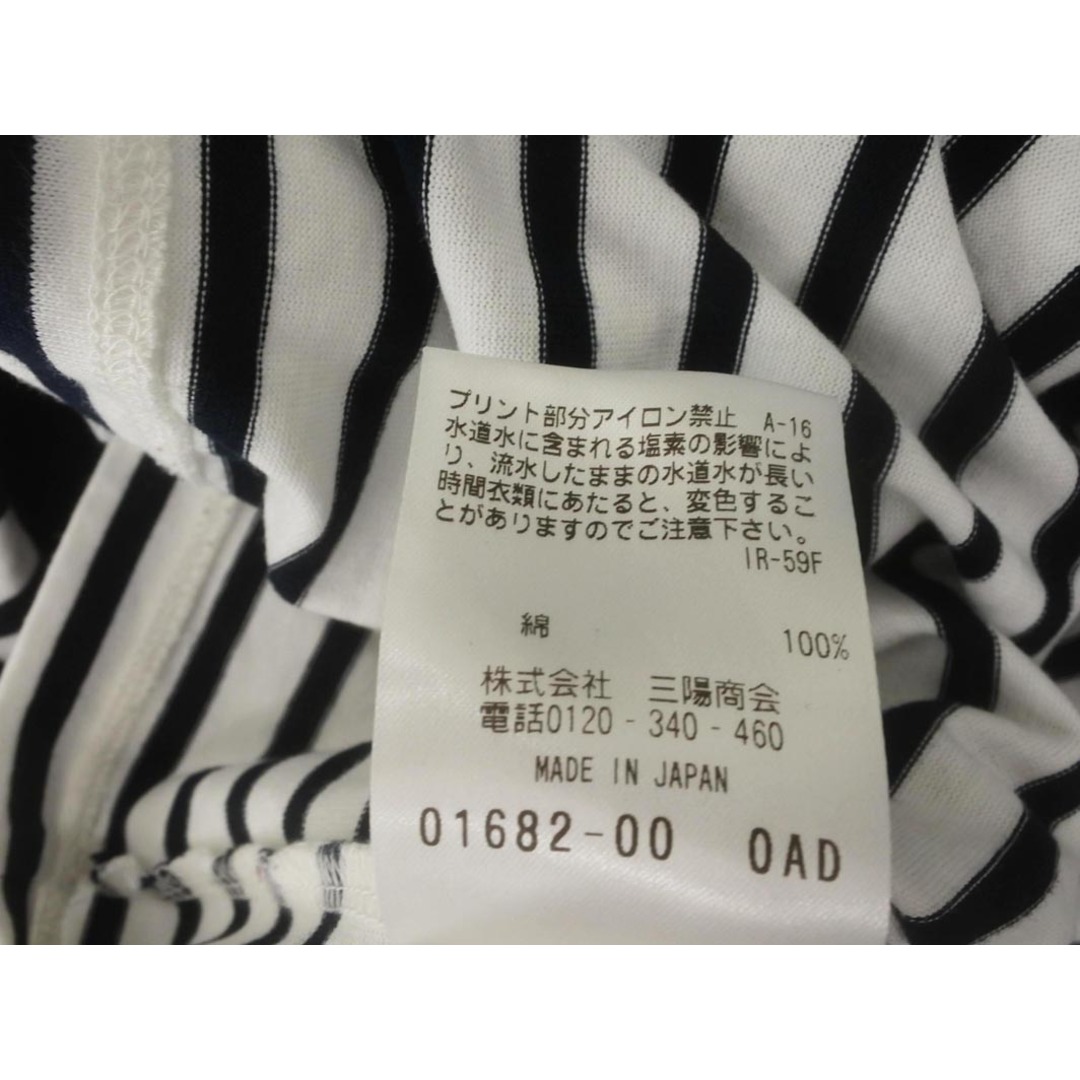 プリント部分アイロン禁止 A-16
水道水に含まれる塩素の影響によ
り、流水したままの水道水が長い
時間衣類にあたると、変色するこ
とがありますのでご注意下さい。
IR-59F
綿 100%
株式会社 三陽商会
電話0120-340-460
MADE IN JAPAN
01682-00 0AD